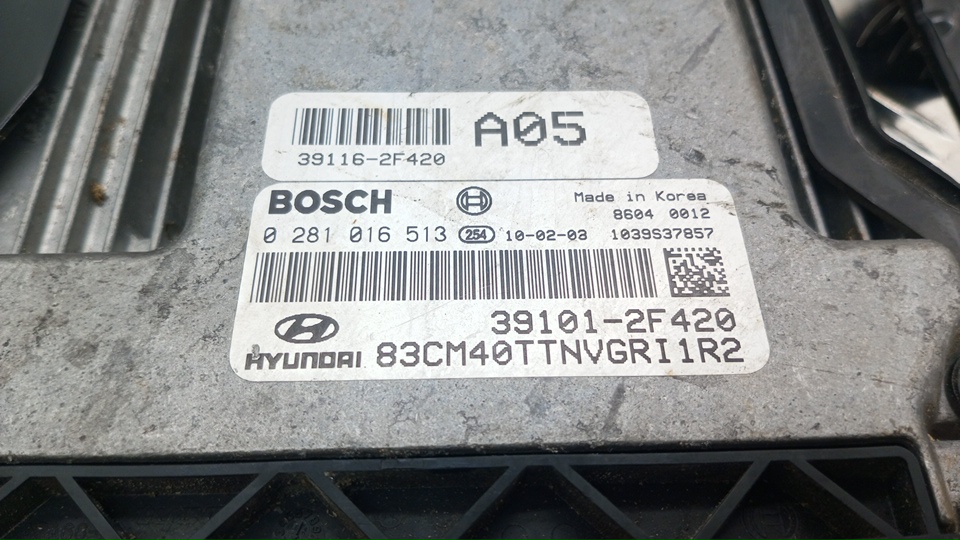 A05
39116-2F420
BOSCH
Made in Korea
8604 0012
0 281 016 513 254 10-02-03 1039S37857
39101-2F420
HYUNDAI 83CM40TTNVGRI1R2